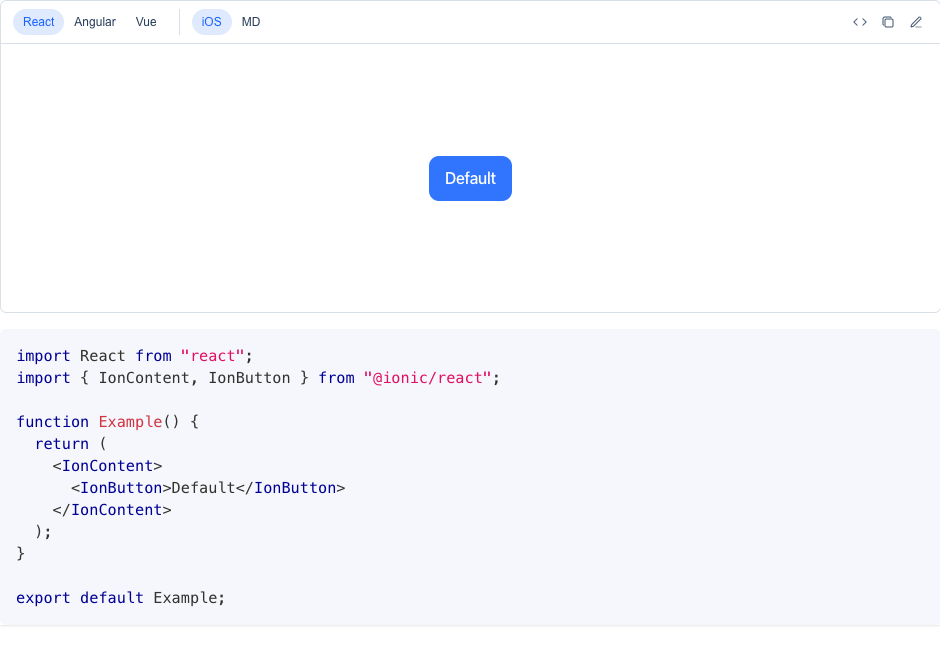 React Angular Vue iOS MD
Default
import React from "react";
import { IonContent, IonButton } from "@ionic/react";

function Example() {
  return (
    <IonContent>
      <IonButton>Default</IonButton>
    </IonContent>
  );
}

export default Example;